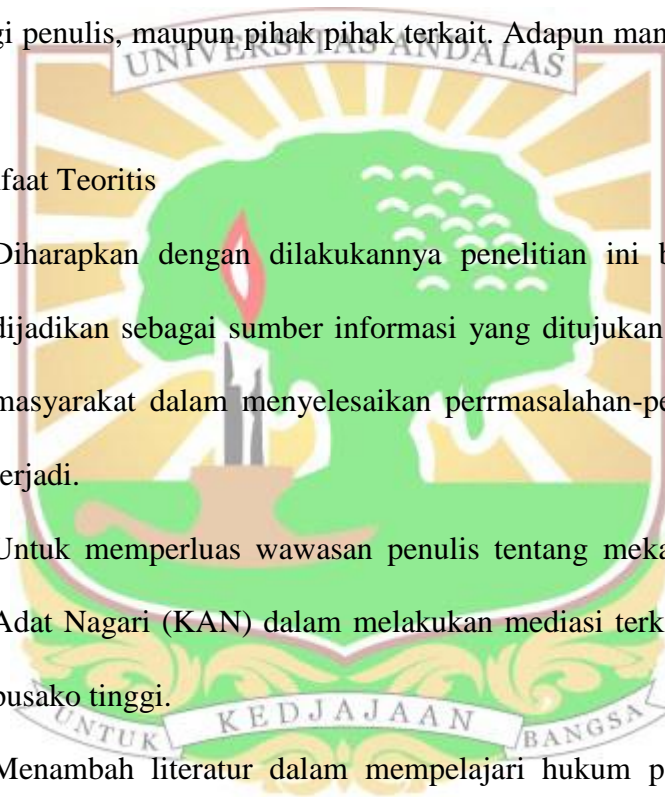 gi penulis, maupun pihak pihak terkait. Adapun man
UNIVERSITAS ANDALAS
faat Teoritis
Diharapkan dengan dilakukannya penelitian ini b
dijadikan sebagai sumber informasi yang ditujukan
masyarakat dalam menyelesaikan perrmasalahan-pe
erjadi.
Untuk memperluas wawasan penulis tentang meka
Adat Nagari (KAN) dalam melakukan mediasi terk
pusako tinggi.
UNTUK KEDJAJAAN BANGSA
Menambah literatur dalam mempelajari hukum p